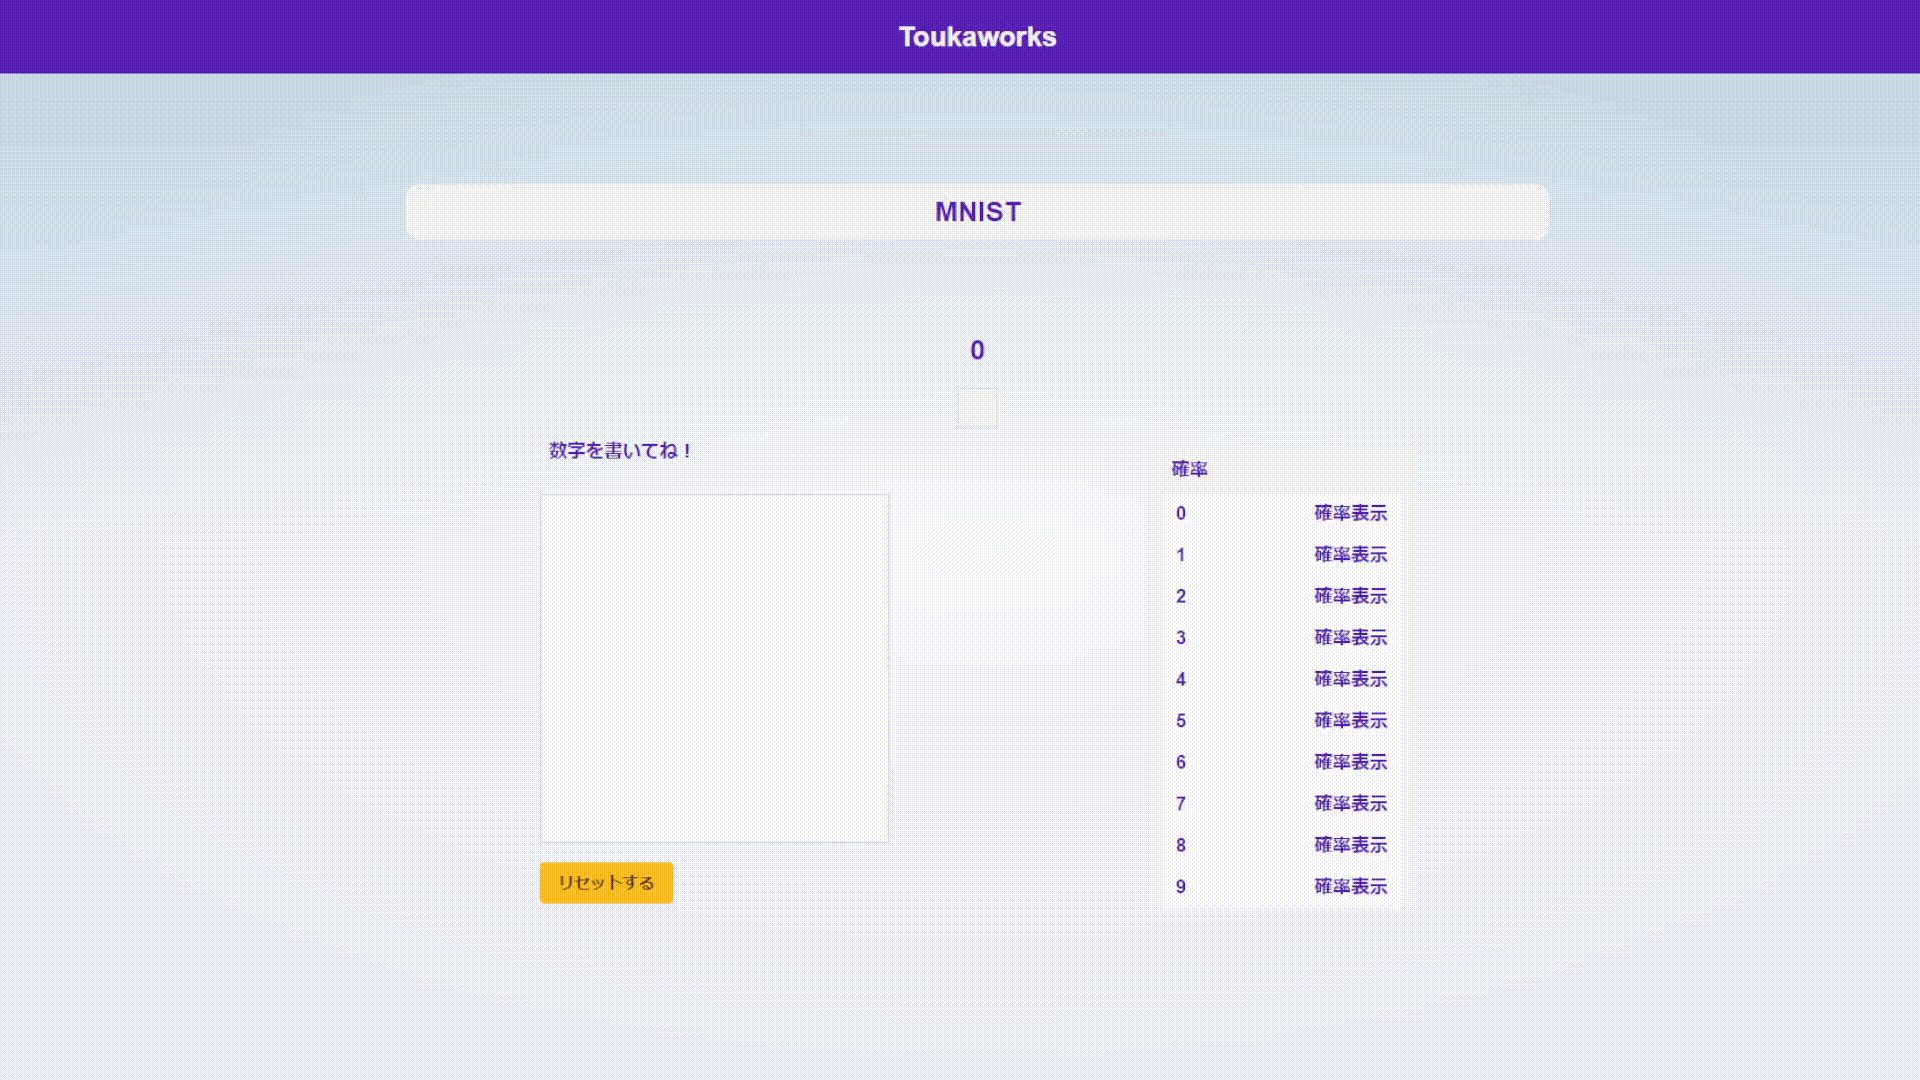 Toukaworks
MNIST
0
数字を書いてね！
確率
0 確率表示
1 確率表示
2 確率表示
3 確率表示
4 確率表示
5 確率表示
6 確率表示
7 確率表示
8 確率表示
9 確率表示
リセットする